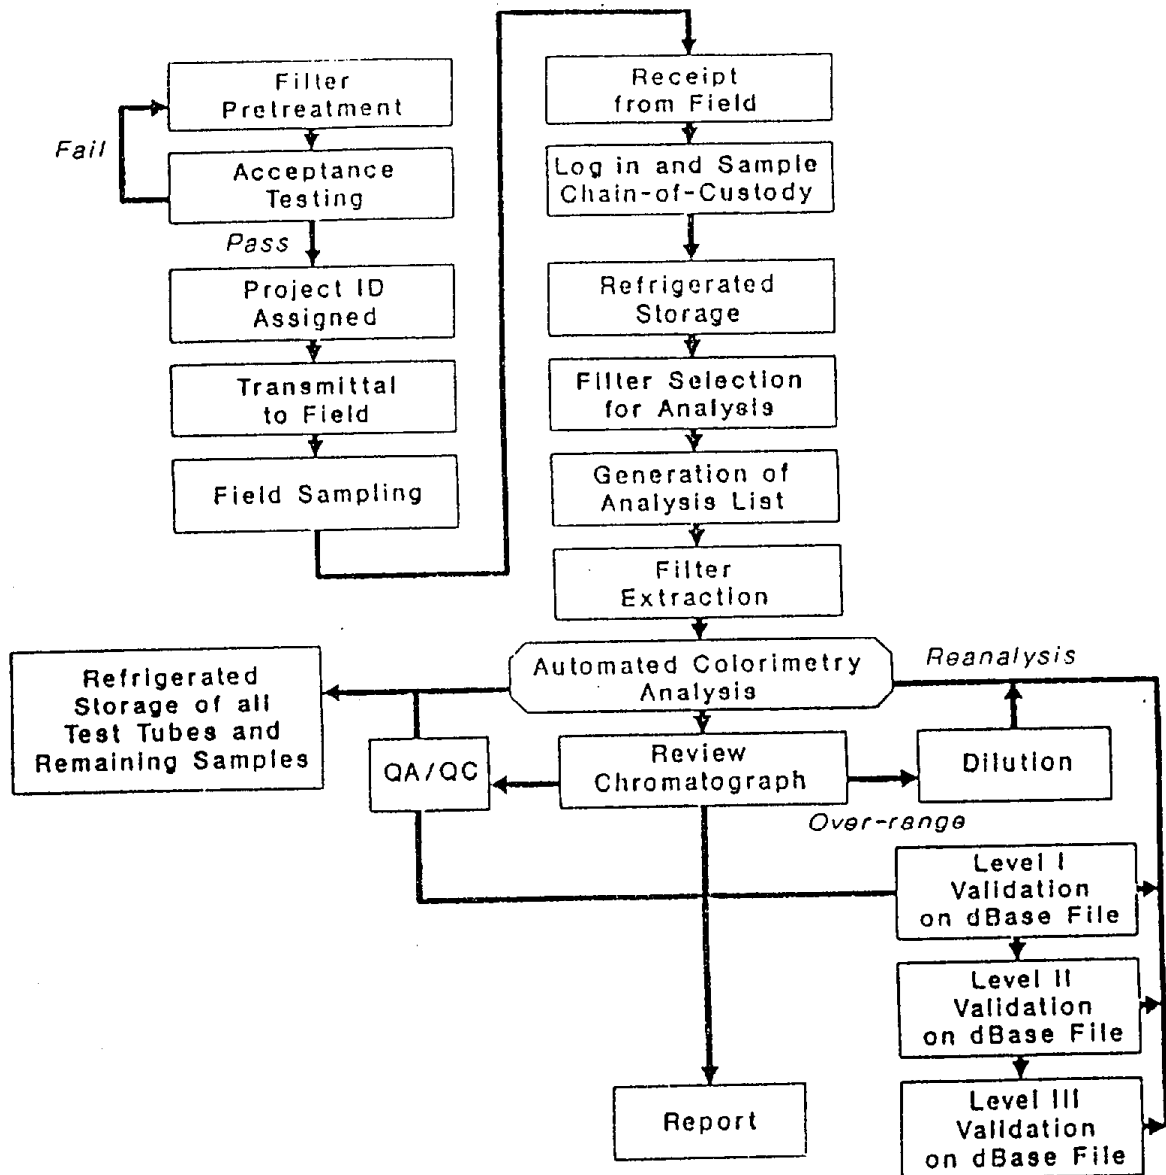 Filter
Pretreatment
Fail
Acceptance
Testing
Pass
Project ID
Assigned
Transmittal
to Field
Field Sampling
Receipt
from Field
Log in and Sample
Chain-of-Custody
Refrigerated
Storage
Filter Selection
for Analysis
Generation of
Analysis List
Filter
Extraction
Automated Colorimetry
Analysis
Reanalysis
Refrigerated
Storage of all
Test Tubes and
Remaining Samples
QA/QC
Review
Chromatograph
Dilution
Over-range
Level I
Validation
on dBase File
Level II
Validation
on dBase File
Level III
Validation
on dBase File
Report